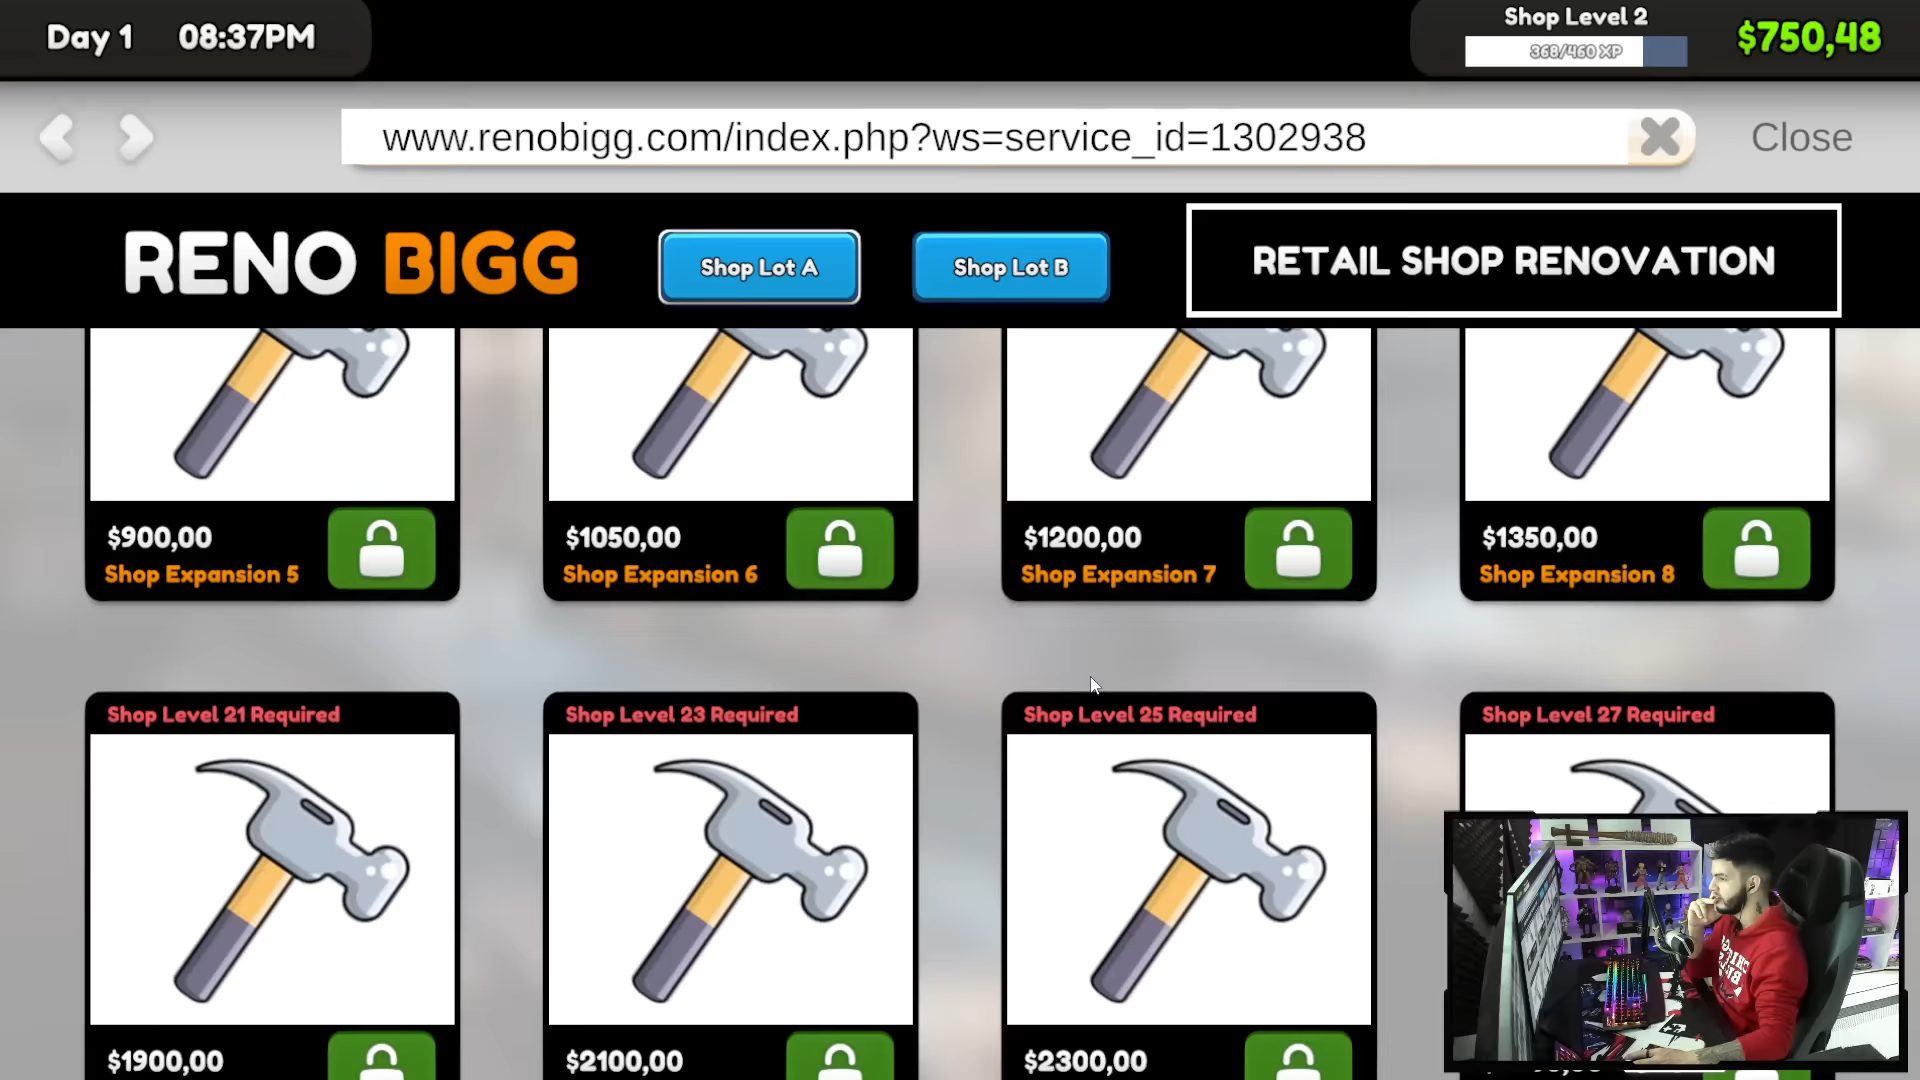 Day 1 08:37PM
Shop Level 2
368/460 XP
$750,48
www.renobigg.com/index.php?ws=service_id=1302938
Close
RENO BIGG
Shop Lot A
Shop Lot B
RETAIL SHOP RENOVATION
$900,00
Shop Expansion 5
$1050,00
Shop Expansion 6
$1200,00
Shop Expansion 7
$1350,00
Shop Expansion 8
Shop Level 21 Required
Shop Level 23 Required
Shop Level 25 Required
Shop Level 27 Required
$1900,00
$2100,00
$2300,00